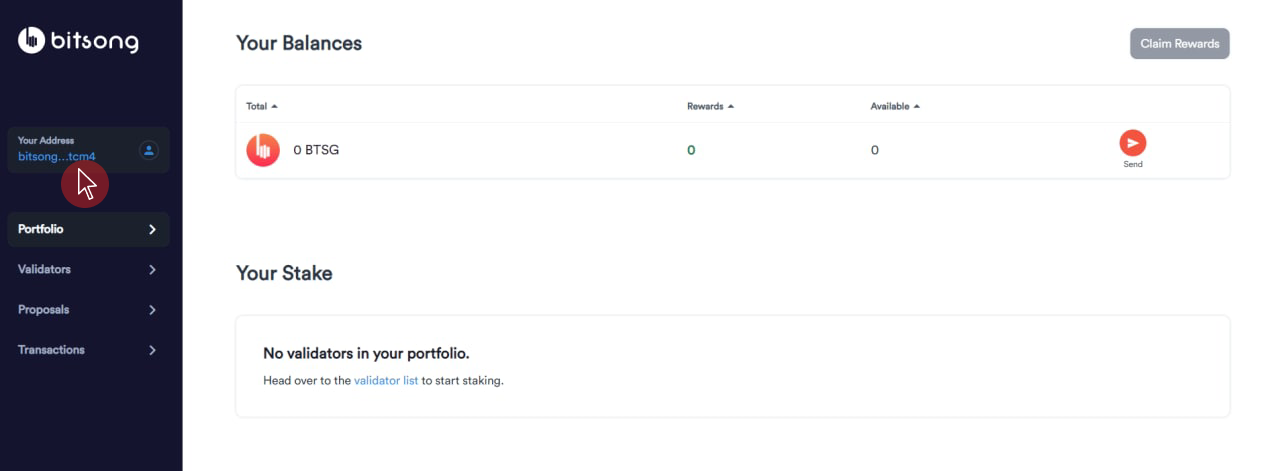 bitsong
Your Address
bitsong...tcm4
Portfolio
Validators
Proposals
Transactions
Your Balances
Claim Rewards
Total Rewards Available
0 BTSG 0 0
Send
Your Stake
No validators in your portfolio.
Head over to the validator list to start staking.